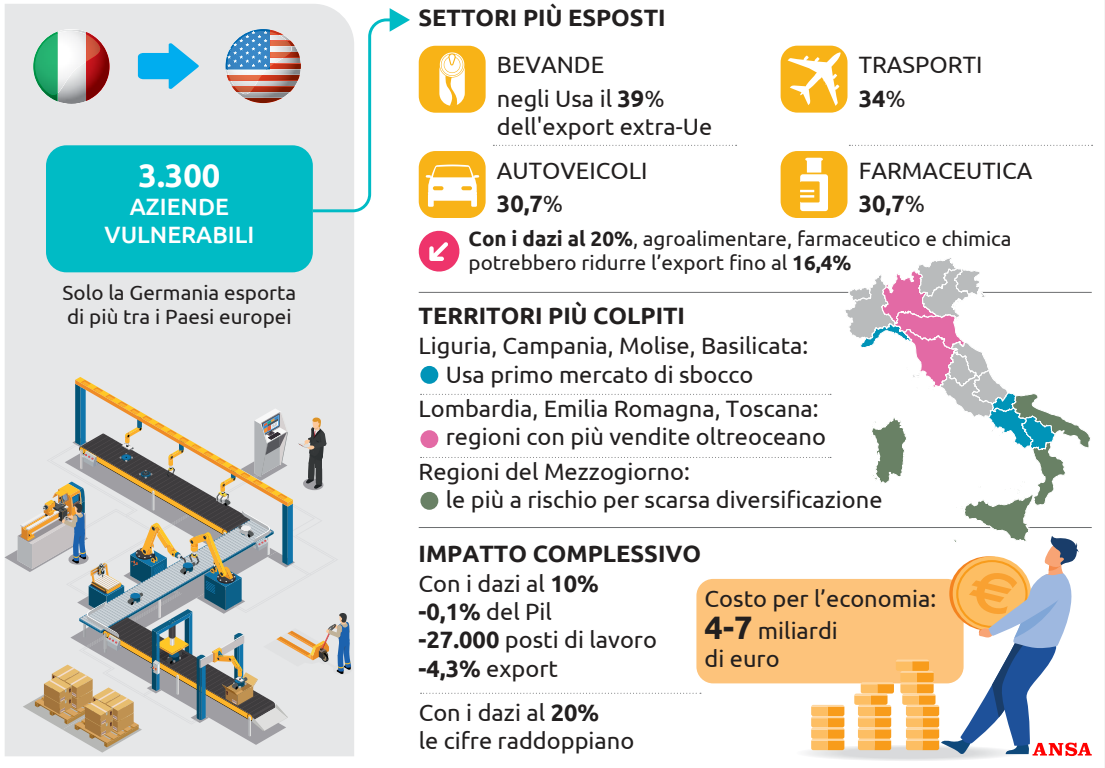 3.300
AZIENDE
VULNERABILI
Solo la Germania esporta
di più tra i Paesi europei
SETTORI PIÙ ESPOSTI
BEVANDE
negli Usa il 39%
dell'export extra-Ue
TRASPORTI
34%
AUTOVEICOLI
30,7%
FARMACEUTICA
30,7%
Con i dazi al 20%, agroalimentare, farmaceutico e chimica
potrebbero ridurre l’export fino al 16,4%
TERRITORI PIÙ COLPITI
Liguria, Campania, Molise, Basilicata:
Usa primo mercato di sbocco
Lombardia, Emilia Romagna, Toscana:
regioni con più vendite oltreoceano
Regioni del Mezzogiorno:
le più a rischio per scarsa diversificazione
IMPATTO COMPLESSIVO
Con i dazi al 10%
-0,1% del Pil
-27.000 posti di lavoro
-4,3% export
Con i dazi al 20%
le cifre raddoppiano
Costo per l’economia:
4-7 miliardi
di euro
€
ANSA